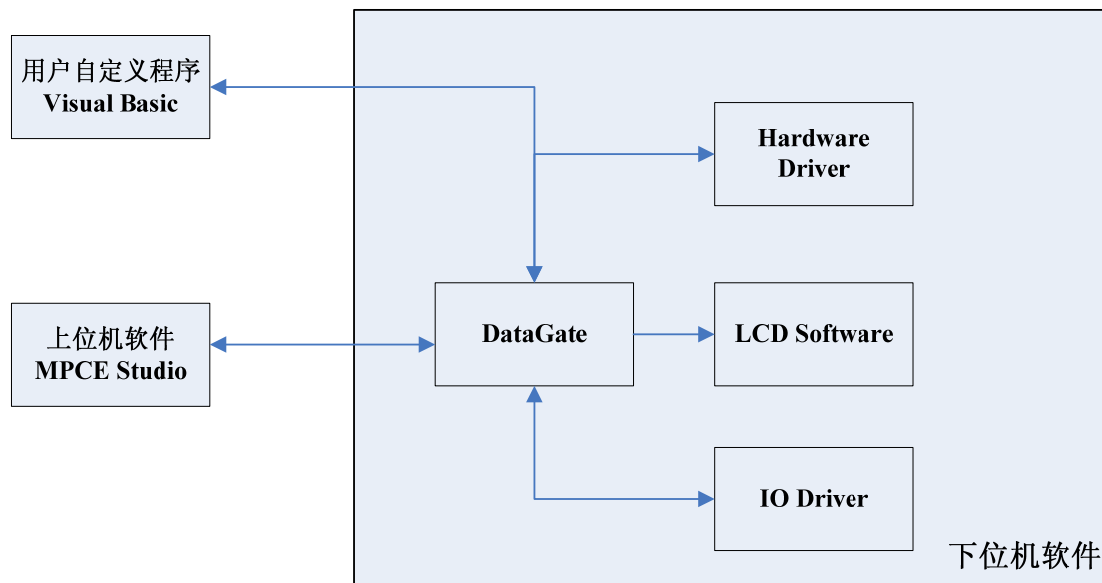 用户自定义程序
Visual Basic
Hardware
Driver
上位机软件
MPCE Studio
DataGate
LCD Software
IO Driver
下位机软件